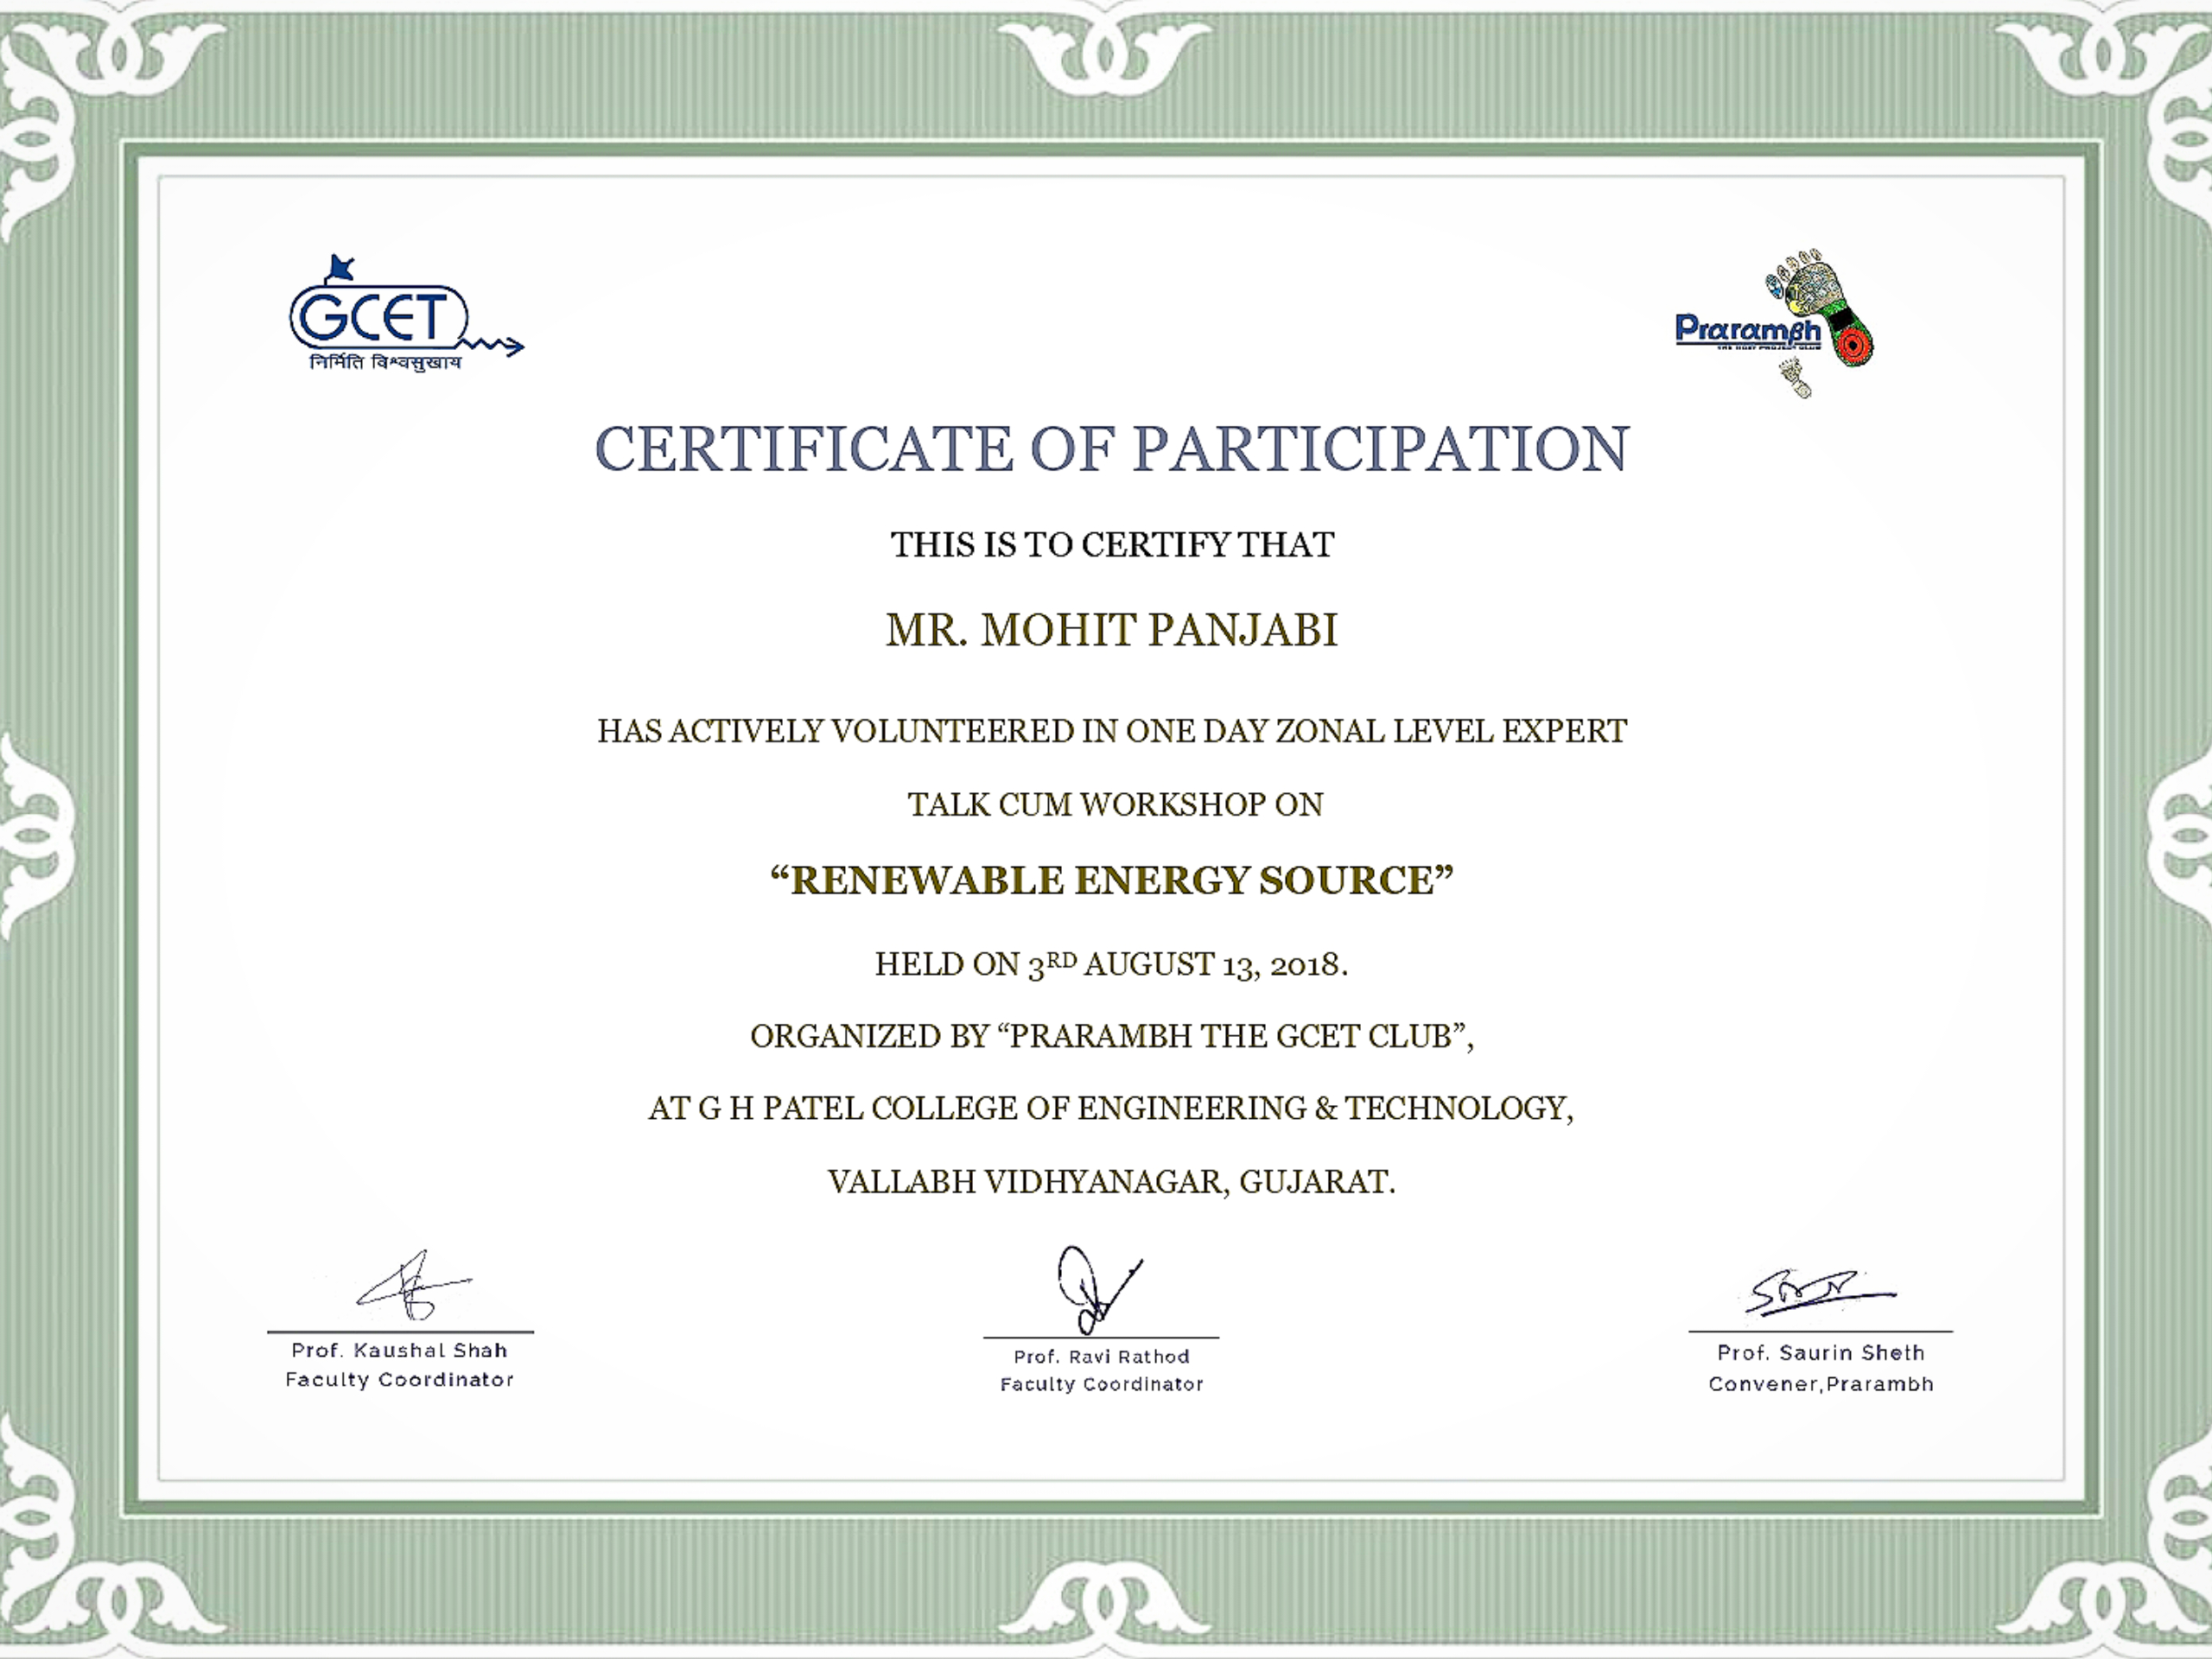 GCET
निर्मिति विश्वसुखाय
Prarambh
CERTIFICATE OF PARTICIPATION
THIS IS TO CERTIFY THAT
MR. MOHIT PANJABI
HAS ACTIVELY VOLUNTEERED IN ONE DAY ZONAL LEVEL EXPERT
TALK CUM WORKSHOP ON
“RENEWABLE ENERGY SOURCE”
HELD ON 3RD AUGUST 13, 2018.
ORGANIZED BY “PRARAMBH THE GCET CLUB”,
AT G H PATEL COLLEGE OF ENGINEERING & TECHNOLOGY,
VALLABH VIDHYANAGAR, GUJARAT.
Prof. Kaushal Shah
Faculty Coordinator
Prof. Ravi Rathod
Faculty Coordinator
Prof. Saurin Sheth
Convener,Prarambh